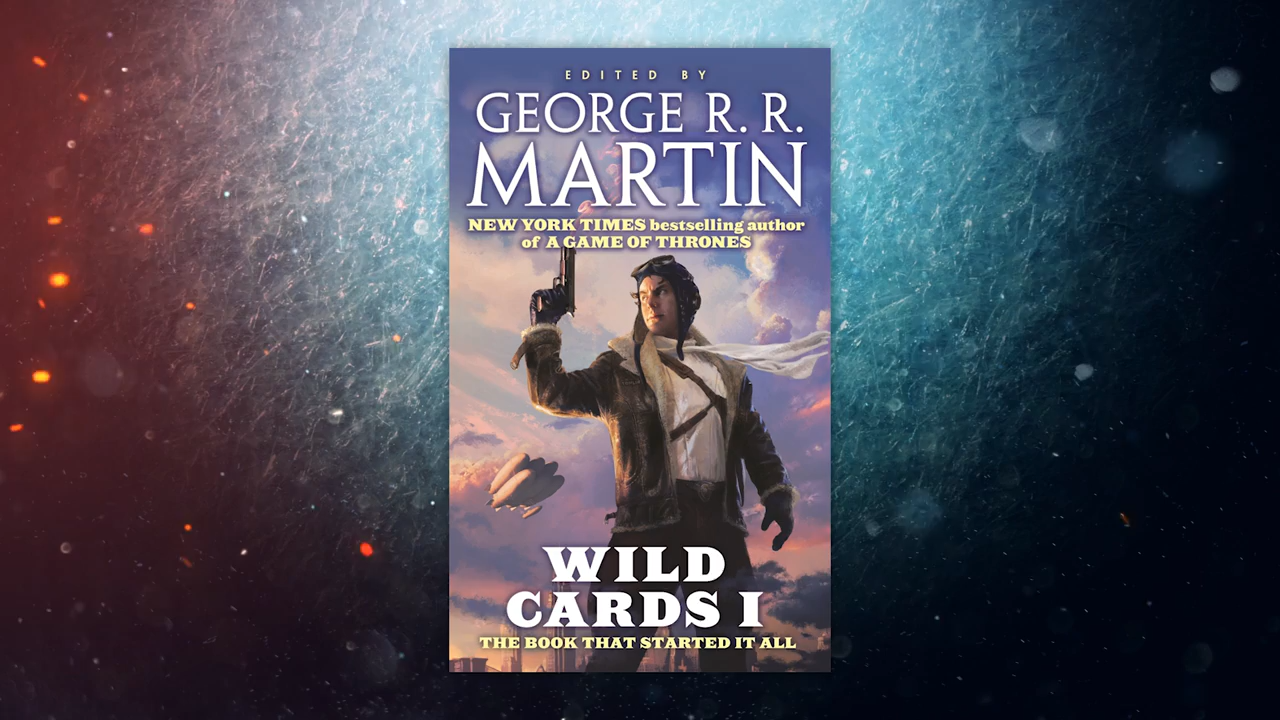 EDITED BY
GEORGE R. R.
MARTIN
NEW YORK TIMES bestselling author
of A GAME OF THRONES
WILD
CARDS I
THE BOOK THAT STARTED IT ALL